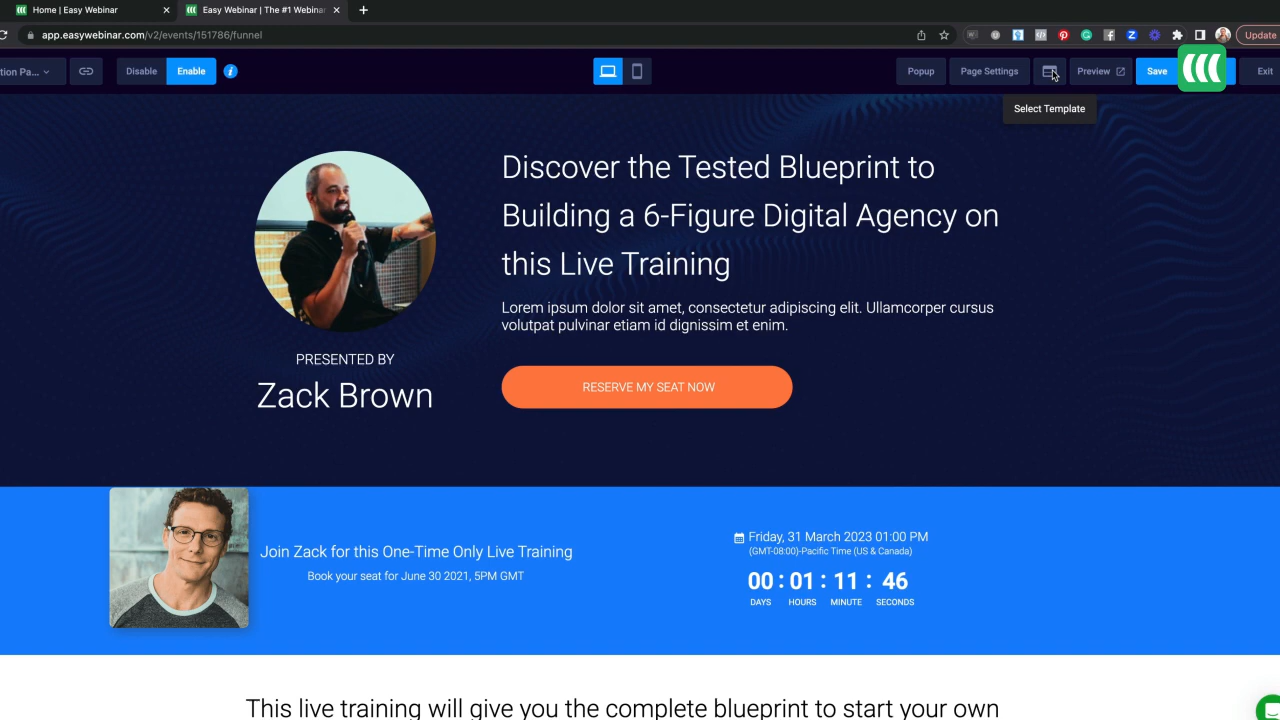 Home | Easy Webinar
Easy Webinar | The #1 Webinar
app.easywebinar.com/v2/events/151786/funnel
Update
tion Pa...
Disable
Enable
Popup
Page Settings
Preview
Save
Exit
Select Template
Discover the Tested Blueprint to
Building a 6-Figure Digital Agency on
this Live Training
Lorem ipsum dolor sit amet, consectetur adipiscing elit. Ullamcorper cursus
volutpat pulvinar etiam id dignissim et enim.
PRESENTED BY
Zack Brown
RESERVE MY SEAT NOW
Join Zack for this One-Time Only Live Training
Book your seat for June 30 2021, 5PM GMT
Friday, 31 March 2023 01:00 PM
(GMT-08:00)-Pacific Time (US & Canada)
00 : 01 : 11 : 46
DAYS HOURS MINUTE SECONDS
This live training will give you the complete blueprint to start your own